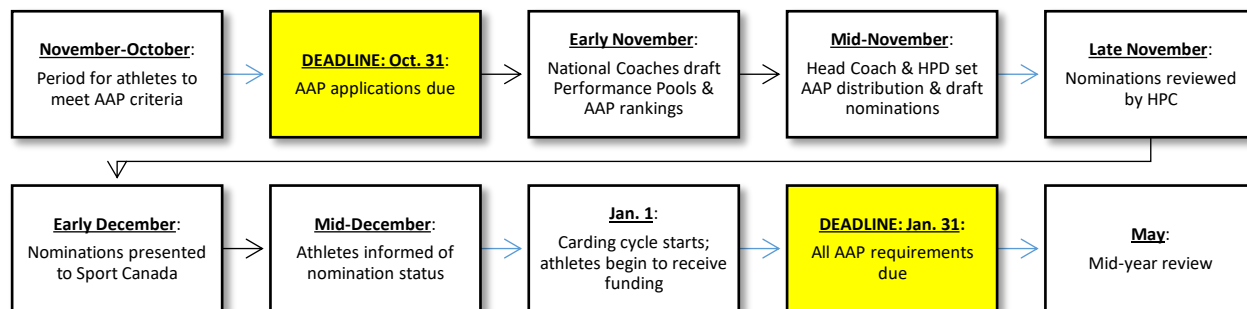 November-October:
Period for athletes to
meet AAP criteria
DEADLINE: Oct. 31:
AAP applications due
Early November:
National Coaches draft
Performance Pools &
AAP rankings
Mid-November:
Head Coach & HPD set
AAP distribution & draft
nominations
Late November:
Nominations reviewed
by HPC
Early December:
Nominations presented
to Sport Canada
Mid-December:
Athletes informed of
nomination status
Jan. 1:
Carding cycle starts;
athletes begin to receive
funding
DEADLINE: Jan. 31:
All AAP requirements
due
May:
Mid-year review